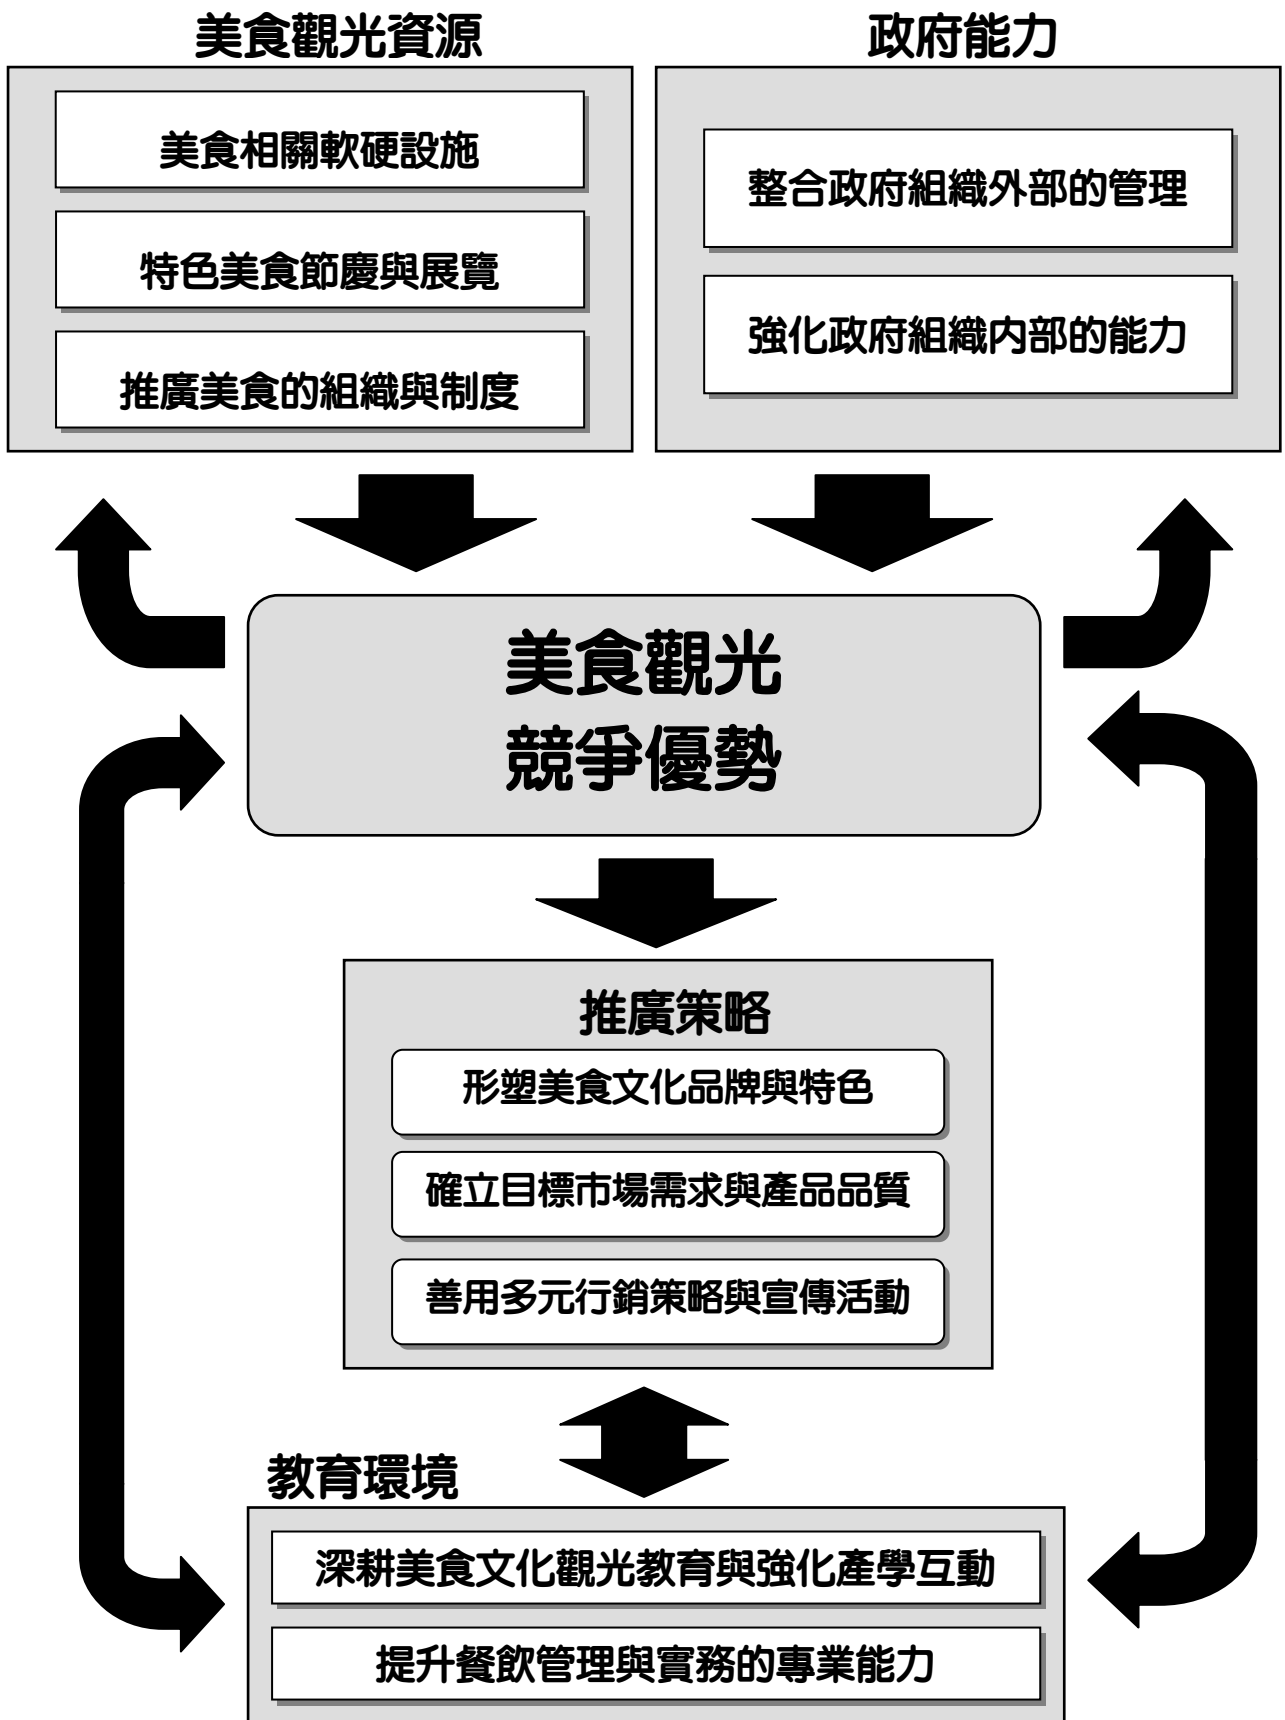 美食觀光資源
美食相關軟硬設施
特色美食節慶與展覽
推廣美食的組織與制度
政府能力
整合政府組織外部的管理
強化政府組織內部的能力
美食觀光
競爭優勢
推廣策略
形塑美食文化品牌與特色
確立目標市場需求與產品品質
善用多元行銷策略與宣傳活動
教育環境
深耕美食文化觀光教育與強化產學互動
提升餐飲管理與實務的專業能力